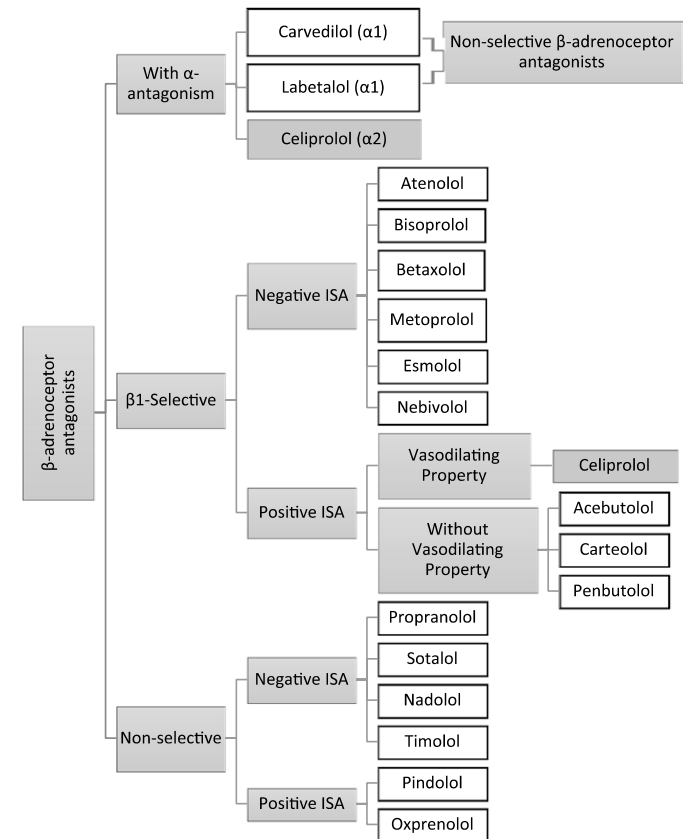 Carvedilol (α1)
Non-selective β-adrenoceptor
antagonists
With α-
antagonism
Labetalol (α1)
Celiprolol (α2)
β-adrenoceptor
antagonists
β1-Selective
Negative ISA
Atenolol
Bisoprolol
Betaxolol
Metoprolol
Esmolol
Nebivolol
Positive ISA
Vasodilating
Property
Celiprolol
Without
Vasodilating
Property
Acebutolol
Carteolol
Penbutolol
Non-selective
Negative ISA
Propranolol
Sotalol
Nadolol
Timolol
Positive ISA
Pindolol
Oxprenolol